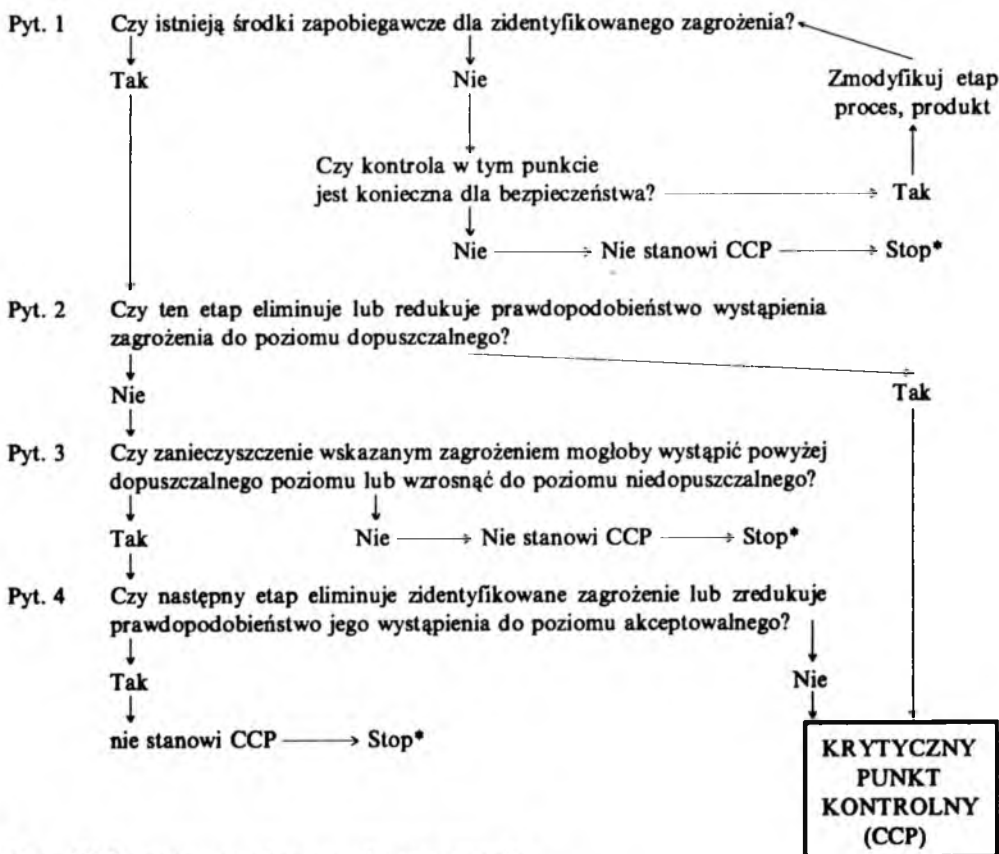 Pyt. 1 Czy istnieją środki zapobiegawcze dla zidentyfikowanego zagrożenia?
Tak Nie Zmodyfikuj etap
proces, produkt
Czy kontrola w tym punkcie
jest konieczna dla bezpieczeństwa? Tak
Nie Nie stanowi CCP Stop*
Pyt. 2 Czy ten etap eliminuje lub redukuje prawdopodobieństwo wystąpienia
zagrożenia do poziomu dopuszczalnego?
Nie Tak
Pyt. 3 Czy zanieczyszczenie wskazanym zagrożeniem mogłoby wystąpić powyżej
dopuszczalnego poziomu lub wzrosnąć do poziomu niedopuszczalnego?
Tak Nie Nie stanowi CCP Stop*
Pyt. 4 Czy następny etap eliminuje zidentyfikowane zagrożenie lub zredukuje
prawdopodobieństwo jego wystąpienia do poziomu akceptowalnego?
Tak Nie
nie stanowi CCP Stop*
KRYTYCZNY
PUNKT
KONTROLNY
(CCP)